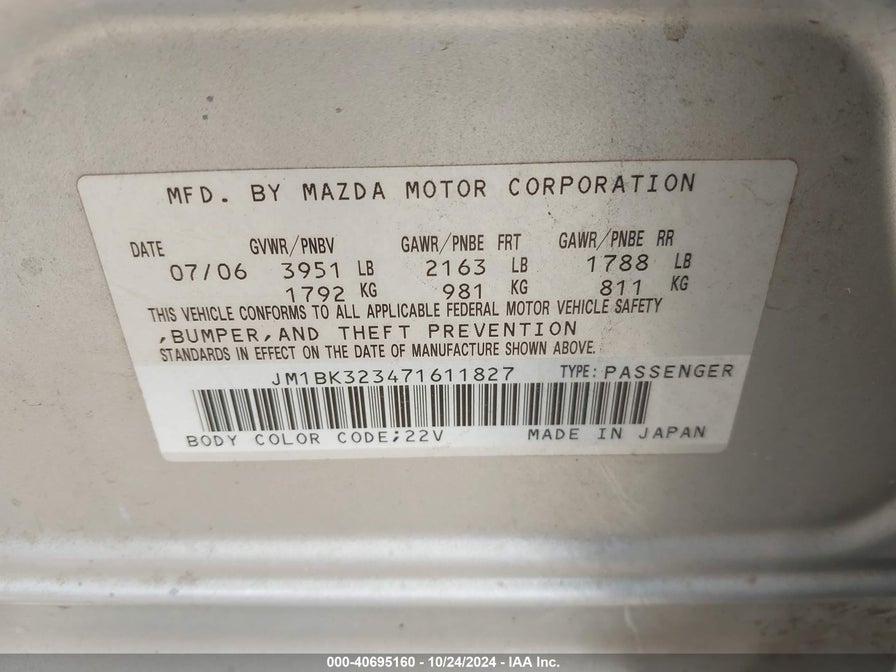 MFD. BY MAZDA MOTOR CORPORATION
DATE GVWR/PNBV GAWR/PNBE FRT GAWR/PNBE RR
07/06 3951 LB 2163 LB 1788 LB
1792 KG 981 KG 811 KG
THIS VEHICLE CONFORMS TO ALL APPLICABLE FEDERAL MOTOR VEHICLE SAFETY
,BUMPER,AND THEFT PREVENTION
STANDARDS IN EFFECT ON THE DATE OF MANUFACTURE SHOWN ABOVE.
JM1BK323471611827 TYPE: PASSENGER
BODY COLOR CODE;22V MADE IN JAPAN
000-40695160 - 10/24/2024 - IAA Inc.